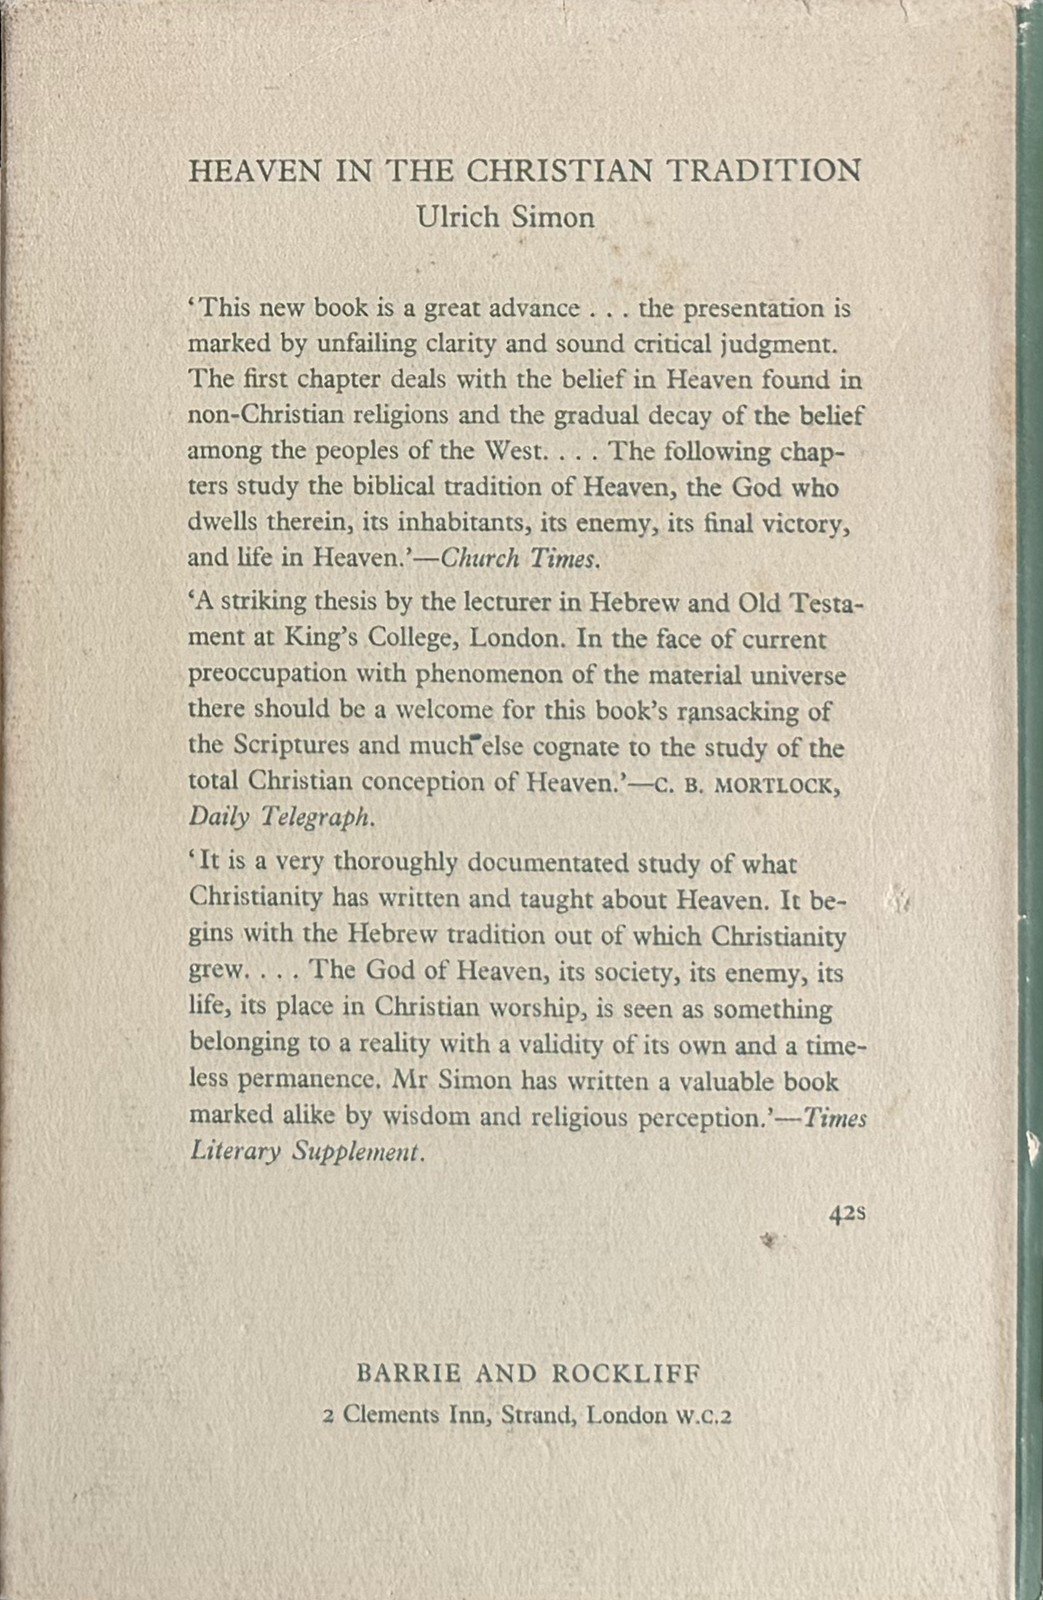 HEAVEN IN THE CHRISTIAN TRADITION
Ulrich Simon
‘This new book is a great advance . . . the presentation is
marked by unfailing clarity and sound critical judgment.
The first chapter deals with the belief in Heaven found in
non-Christian religions and the gradual decay of the belief
among the peoples of the West. . . . The following chap-
ters study the biblical tradition of Heaven, the God who
dwells therein, its inhabitants, its enemy, its final victory,
and life in Heaven.’—Church Times.
‘A striking thesis by the lecturer in Hebrew and Old Testa-
ment at King’s College, London. In the face of current
preoccupation with phenomenon of the material universe
there should be a welcome for this book’s ransacking of
the Scriptures and much else cognate to the study of the
total Christian conception of Heaven.’—C. B. MORTLOCK,
Daily Telegraph.
‘It is a very thoroughly documentated study of what
Christianity has written and taught about Heaven. It be-
gins with the Hebrew tradition out of which Christianity
grew. . . . The God of Heaven, its society, its enemy, its
life, its place in Christian worship, is seen as something
belonging to a reality with a validity of its own and a time-
less permanence. Mr Simon has written a valuable book
marked alike by wisdom and religious perception.’—Times
Literary Supplement.
42s
BARRIE AND ROCKLIFF
2 Clements Inn, Strand, London W.C.2